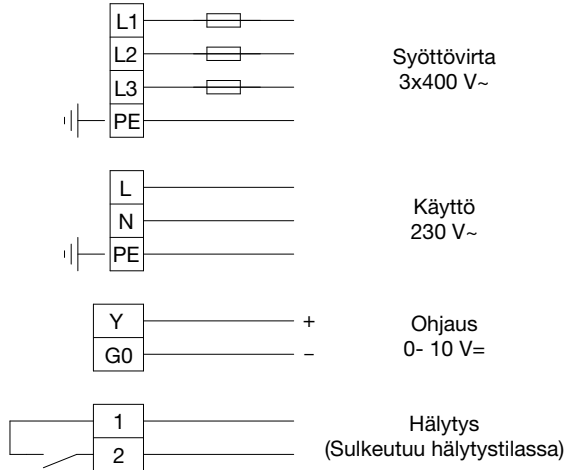 L1
L2
L3
PE
Syöttövirta
3x400 V~
L
N
PE
Käyttö
230 V~
Y +
G0 –
Ohjaus
0- 10 V=
1
2
Hälytys
(Sulkeutuu hälytystilassa)